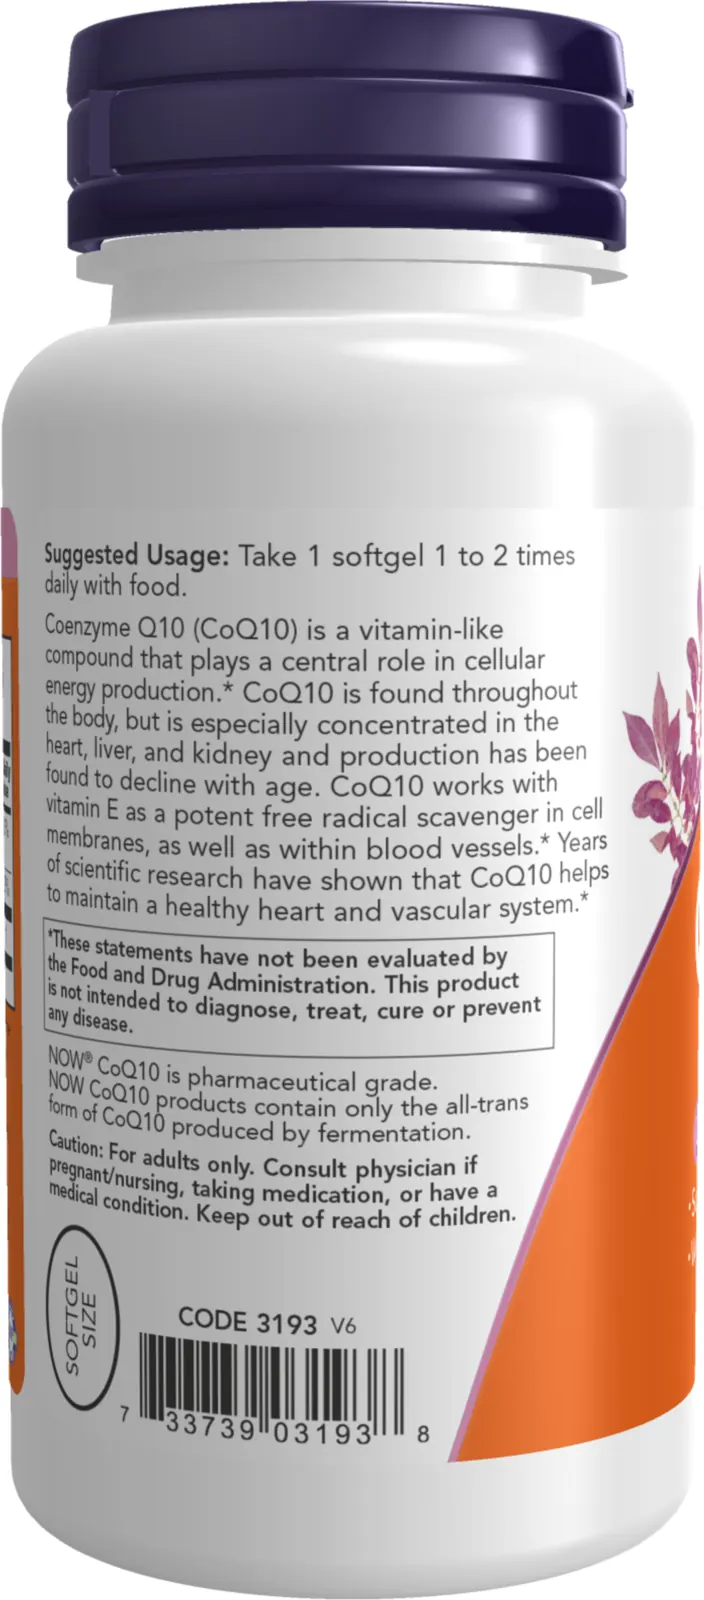 Suggested Usage: Take 1 softgel 1 to 2 times
daily with food.
Coenzyme Q10 (CoQ10) is a vitamin-like
compound that plays a central role in cellular
energy production.* CoQ10 is found throughout
the body, but is especially concentrated in the
heart, liver, and kidney and production has been
found to decline with age. CoQ10 works with
vitamin E as a potent free radical scavenger in cell
membranes, as well as within blood vessels.* Years
of scientific research have shown that CoQ10 helps
to maintain a healthy heart and vascular system.*
*These statements have not been evaluated by
the Food and Drug Administration. This product
is not intended to diagnose, treat, cure or prevent
any disease.
NOW® CoQ10 is pharmaceutical grade.
NOW CoQ10 products contain only the all-trans
form of CoQ10 produced by fermentation.
Caution: For adults only. Consult physician if
pregnant/nursing, taking medication, or have a
medical condition. Keep out of reach of children.
SOFTGEL
SIZE
CODE 3193 V6
7 33739 03193 8